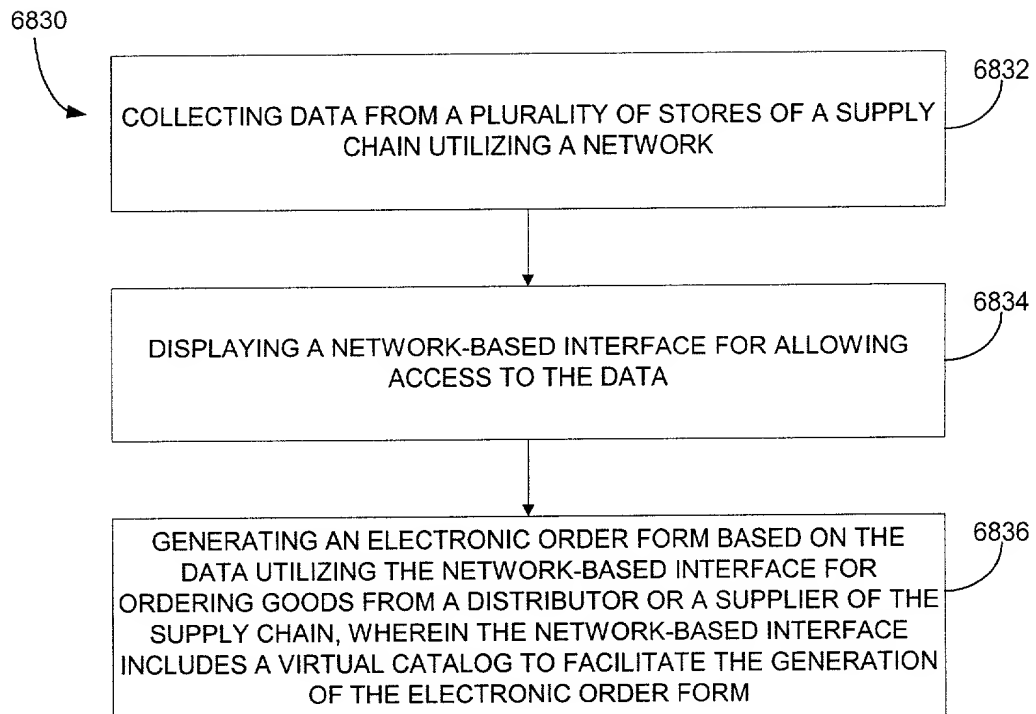 6830
6832
COLLECTING DATA FROM A PLURALITY OF STORES OF A SUPPLY
CHAIN UTILIZING A NETWORK
6834
DISPLAYING A NETWORK-BASED INTERFACE FOR ALLOWING
ACCESS TO THE DATA
6836
GENERATING AN ELECTRONIC ORDER FORM BASED ON THE
DATA UTILIZING THE NETWORK-BASED INTERFACE FOR
ORDERING GOODS FROM A DISTRIBUTOR OR A SUPPLIER OF THE
SUPPLY CHAIN, WHEREIN THE NETWORK-BASED INTERFACE
INCLUDES A VIRTUAL CATALOG TO FACILITATE THE GENERATION
OF THE ELECTRONIC ORDER FORM